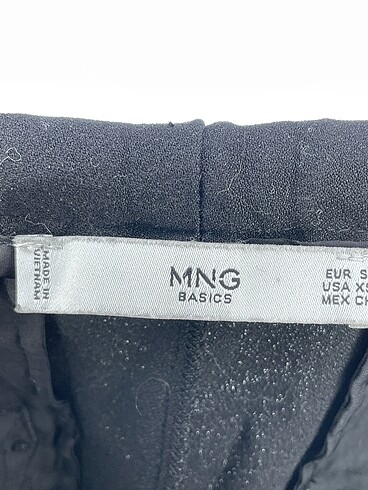 MADE IN
VIETNAM
MNG
BASICS
EUR S
USA XS
MEX CH